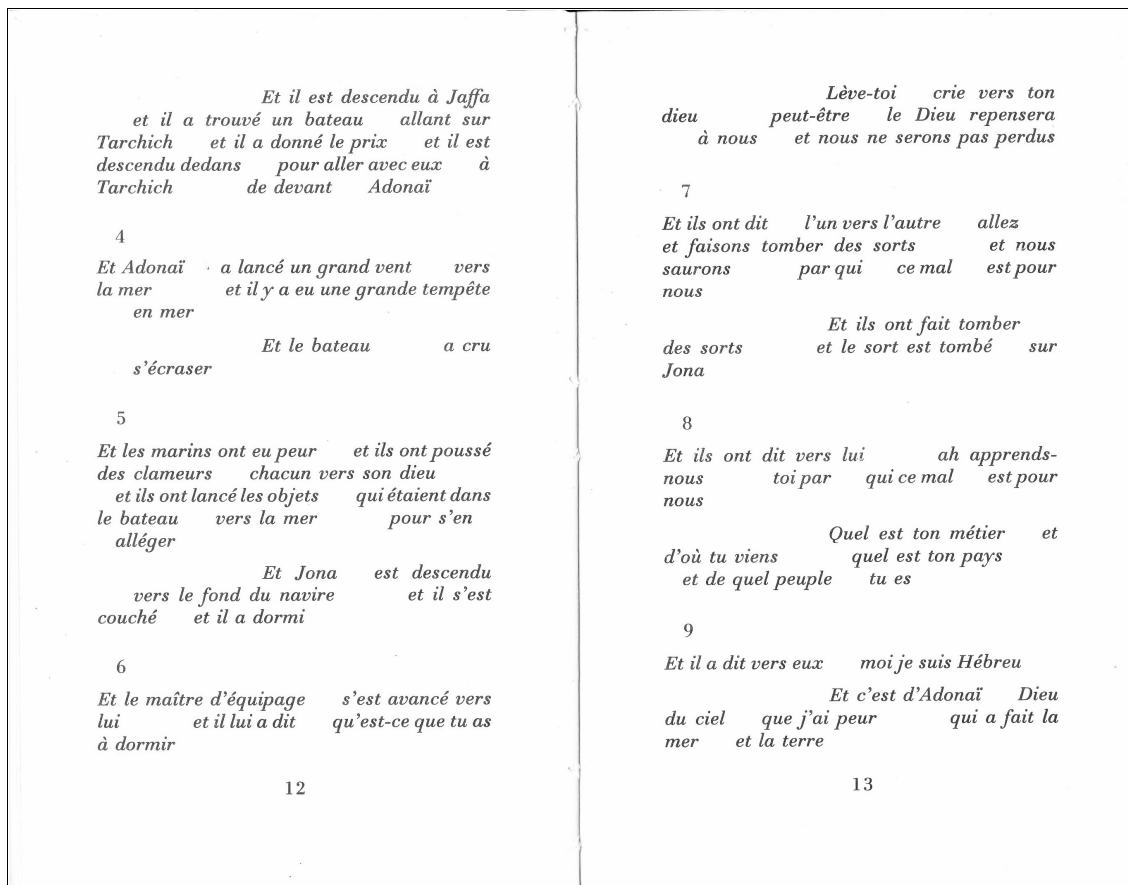 Et il est descendu à Jaffa
et il a trouvé un bateau allant sur
Tarchich et il a donné le prix et il est
descendu dedans pour aller avec eux à
Tarchich de devant Adonaï
4
Et Adonaï a lancé un grand vent vers
la mer et il y a eu une grande tempête
en mer
Et le bateau a cru
s'écraser
5
Et les marins ont eu peur et ils ont poussé
des clameurs chacun vers son dieu
et ils ont lancé les objets qui étaient dans
le bateau vers la mer pour s'en
alléger
Et Jona est descendu
vers le fond du navire et il s'est
couché et il a dormi
6
Et le maître d'équipage s'est avancé vers
lui et il lui a dit qu'est-ce que tu as
à dormir
12
Lève-toi crie vers ton
dieu peut-être le Dieu repensera
à nous et nous ne serons pas perdus
7
Et ils ont dit l'un vers l'autre allez
et faisons tomber des sorts et nous
saurons par qui ce mal est pour
nous
Et ils ont fait tomber
des sorts et le sort est tombé sur
Jona
8
Et ils ont dit vers lui ah apprends-
nous toi par qui ce mal est pour
nous
Quel est ton métier et
d'où tu viens quel est ton pays
et de quel peuple tu es
9
Et il a dit vers eux moi je suis Hébreu
Et c'est d'Adonaï Dieu
du ciel que j'ai peur qui a fait la
mer et la terre
13